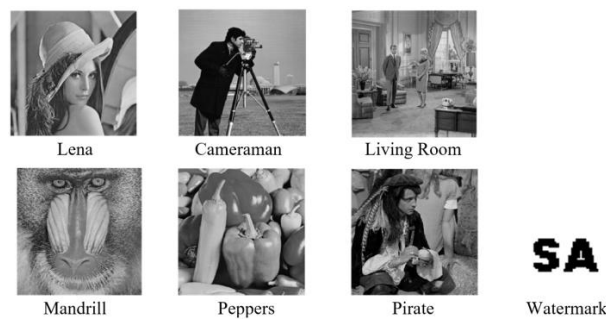 Lena
Cameraman
Living Room
Mandrill
Peppers
Pirate
SA
Watermark